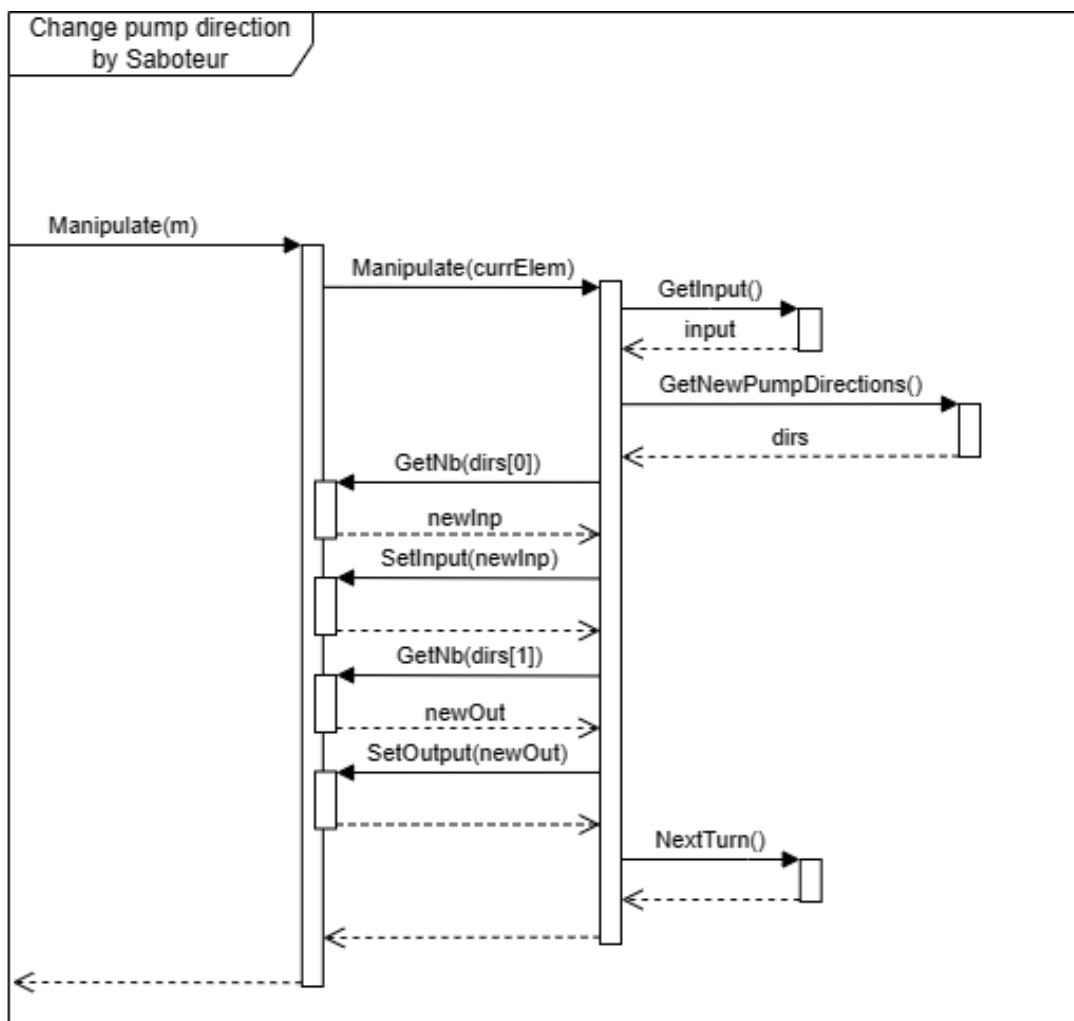 Change pump direction
by Saboteur
Manipulate(m)
Manipulate(currElem)
GetInput()
input
GetNewPumpDirections()
dirs
GetNb(dirs[0])
newInp
SetInput(newInp)
GetNb(dirs[1])
newOut
SetOutput(newOut)
NextTurn()